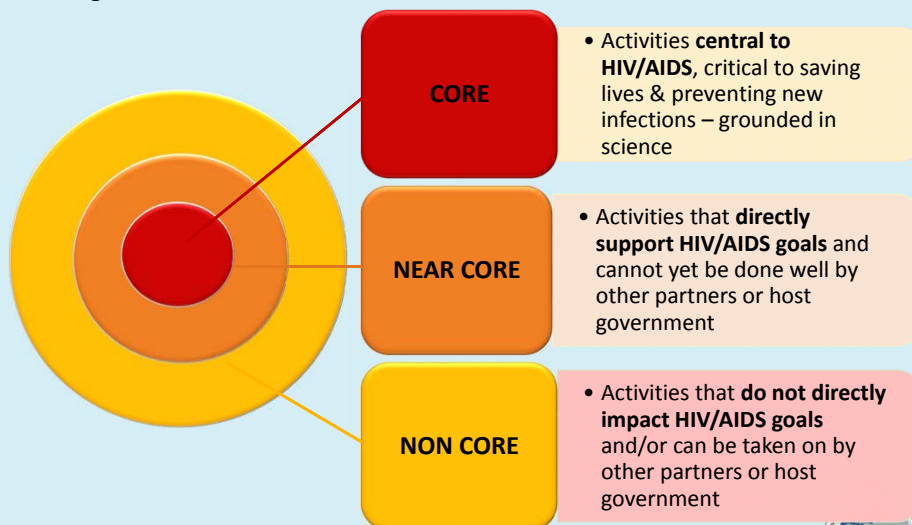 CORE
• Activities central to
HIV/AIDS, critical to saving
lives & preventing new
infections – grounded in
science
NEAR CORE
• Activities that directly
support HIV/AIDS goals and
cannot yet be done well by
other partners or host
government
NON CORE
• Activities that do not directly
impact HIV/AIDS goals
and/or can be taken on by
other partners or host
government